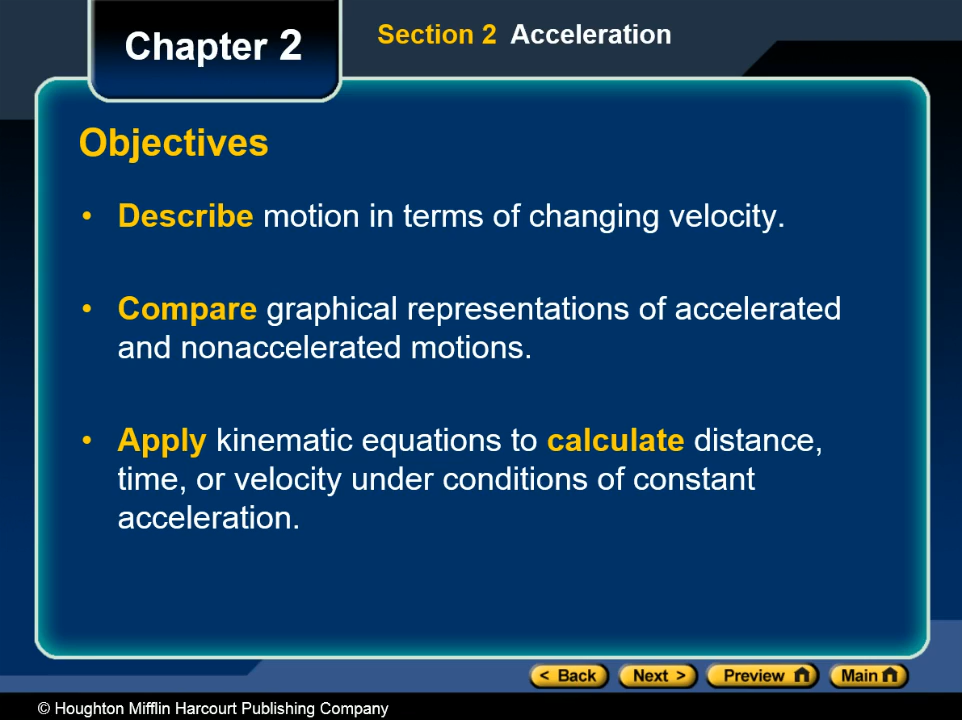 Chapter 2
Section 2 Acceleration
Objectives
• Describe motion in terms of changing velocity.
• Compare graphical representations of accelerated
and nonaccelerated motions.
• Apply kinematic equations to calculate distance,
time, or velocity under conditions of constant
acceleration.
< Back Next > Preview Main
© Houghton Mifflin Harcourt Publishing Company